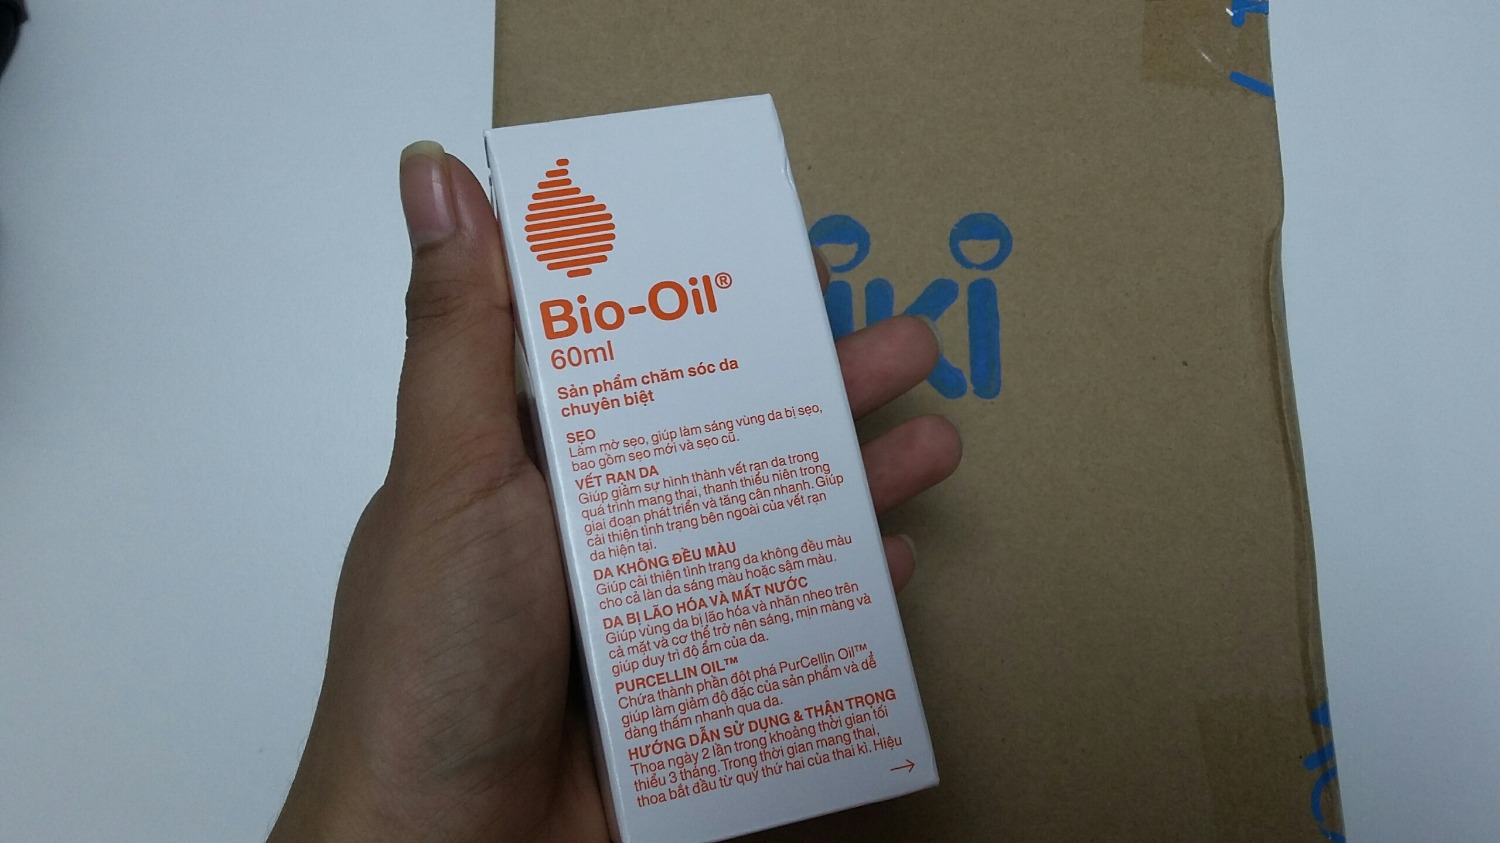 Bio-Oil®
60ml
Sản phẩm chăm sóc da
chuyên biệt
SẸO
Làm mờ sẹo, giúp làm sáng vùng da bị sẹo,
bao gồm sẹo mới và sẹo cũ.
VẾT RẠN DA
Giúp giảm sự hình thành vết rạn da trong
quá trình mang thai, thanh thiếu niên trong
giai đoạn phát triển và tăng cân nhanh. Giúp
cải thiện tình trạng bên ngoài của vết rạn
da hiện tại.
DA KHÔNG ĐỀU MÀU
Giúp cải thiện tình trạng da không đều màu
cho cả làn da sáng màu hoặc sậm màu.
DA BỊ LÃO HÓA VÀ MẤT NƯỚC
Giúp vùng da bị lão hóa và nhăn nheo trên
cả mặt và cơ thể trở nên sáng, mịn màng và
giúp duy trì độ ẩm của da.
PURCELLIN OIL™
Chứa thành phần đột phá PurCellin Oil™,
giúp làm giảm độ đặc của sản phẩm và dễ
dàng thấm nhanh qua da.
HƯỚNG DẪN SỬ DỤNG & THẬN TRỌNG
Thoa ngày 2 lần trong khoảng thời gian tối
thiểu 3 tháng. Trong thời gian mang thai,
thoa bắt đầu từ quý thứ hai của thai kì. Hiệu
iki